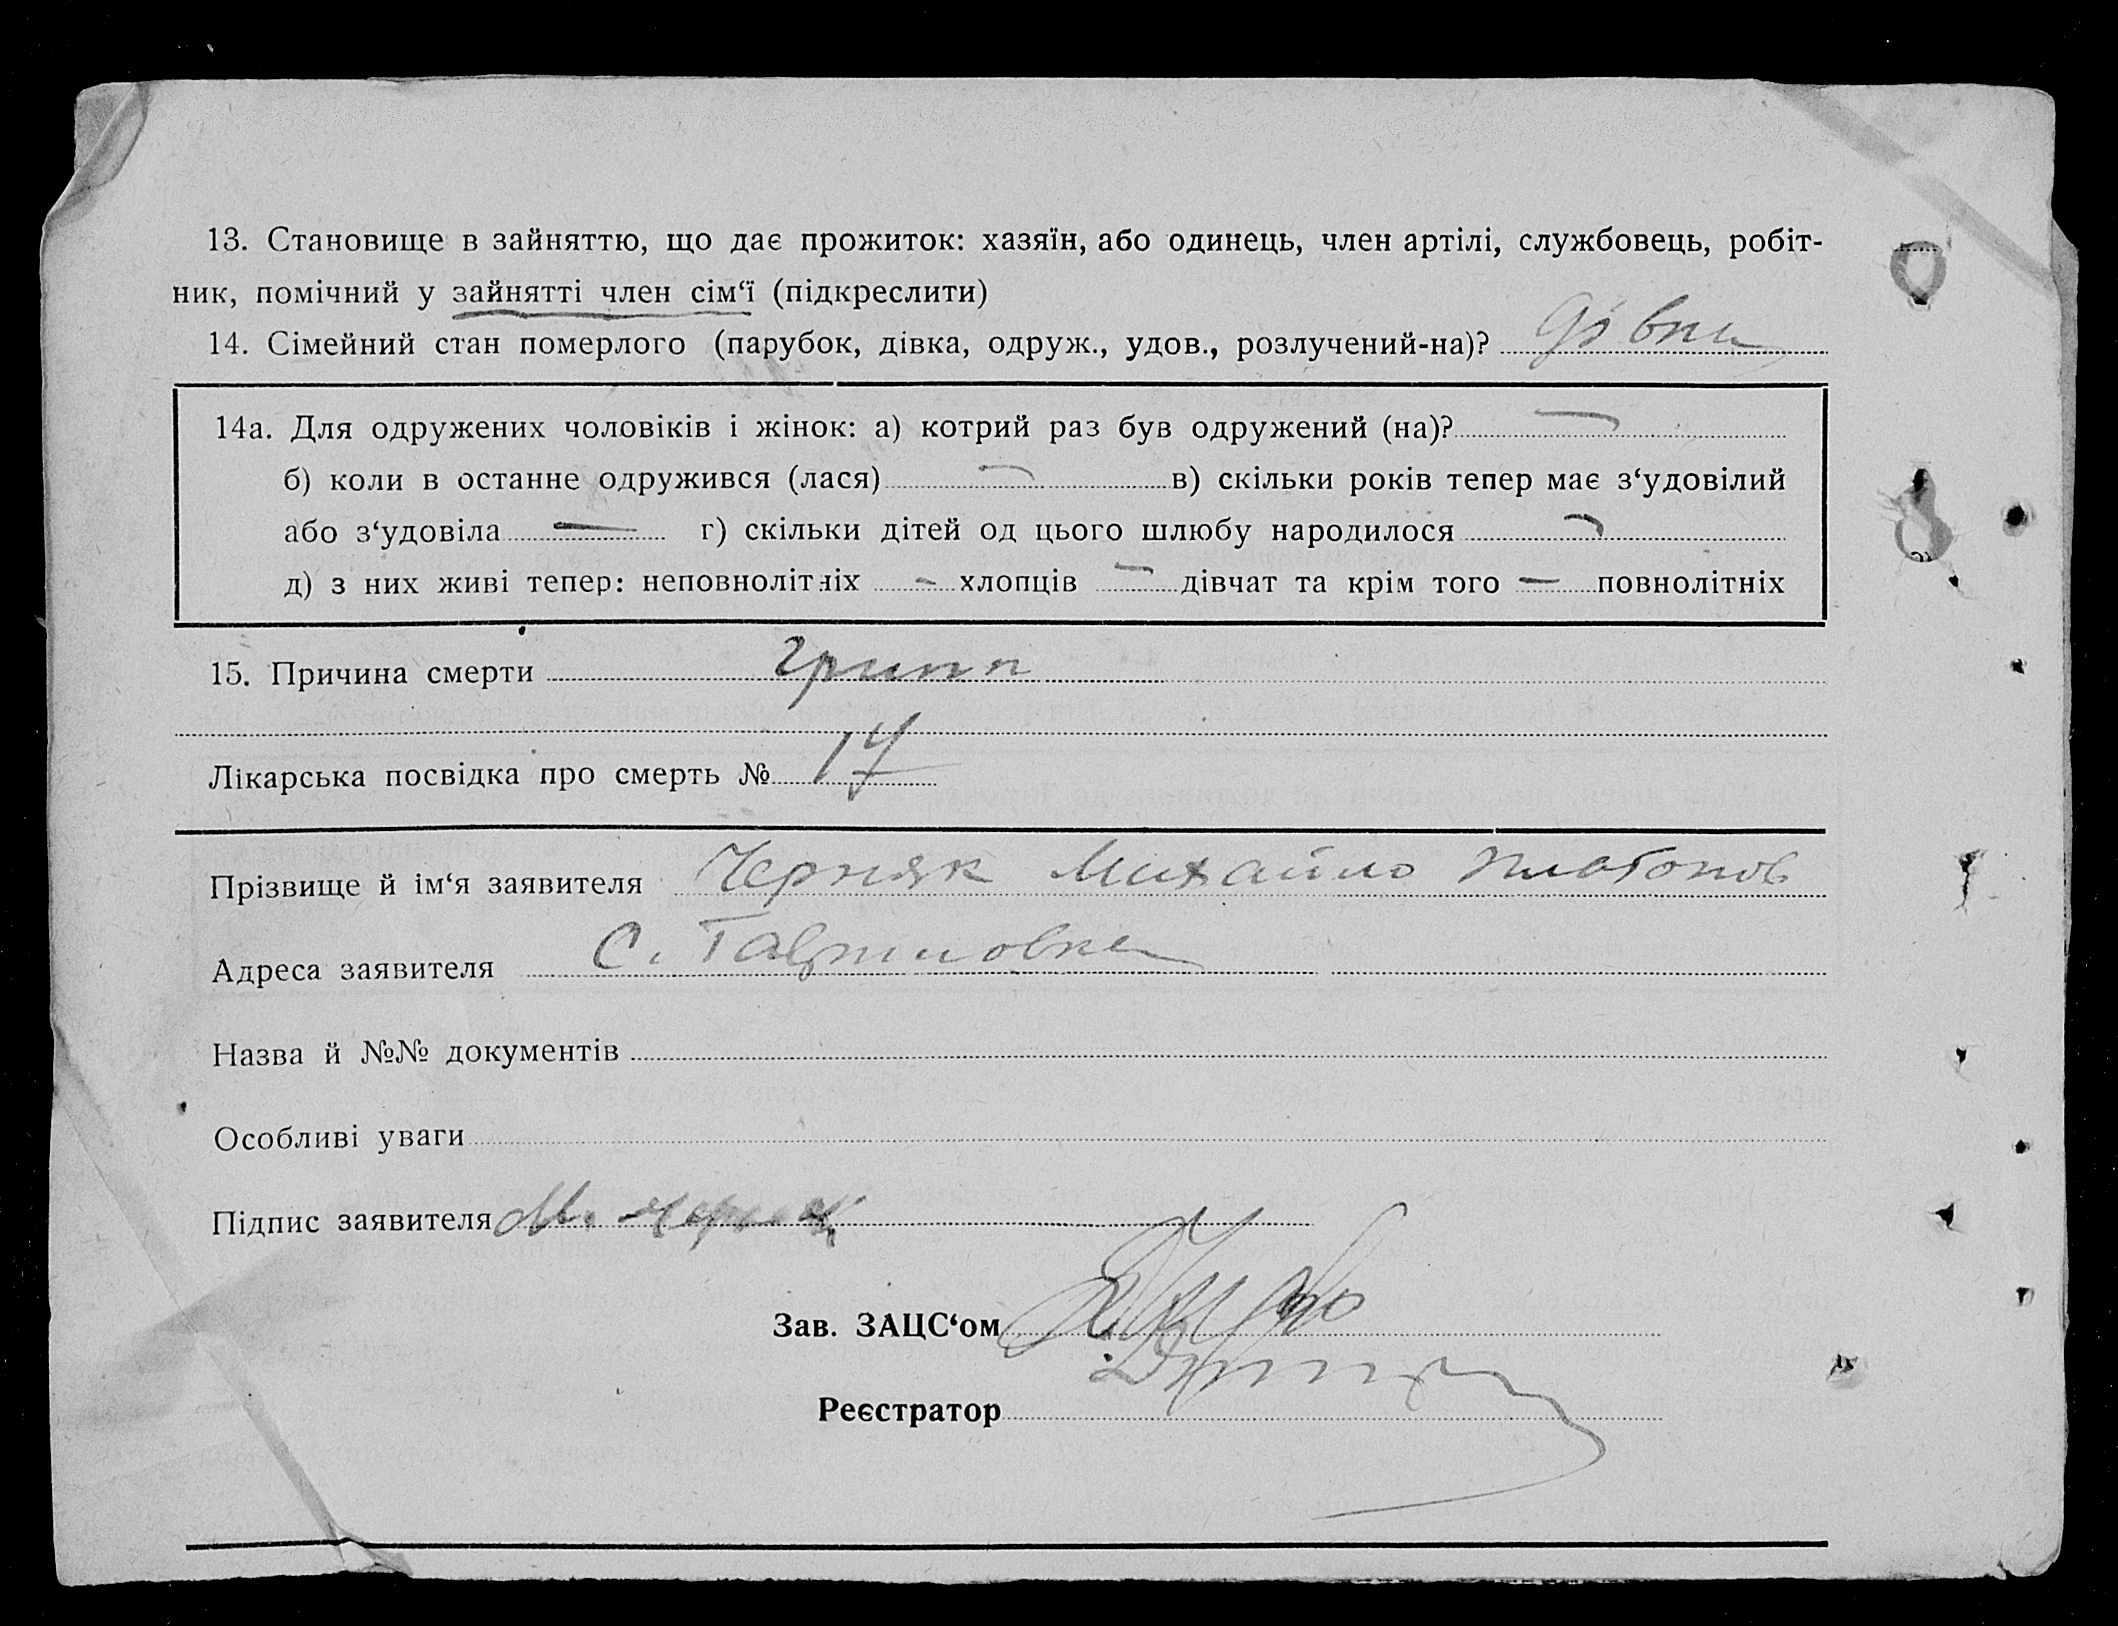 13. Становище в зайняттю, що дає прожиток: хазяїн, або одинець, член артілі, службовець, робіт-
ник, помічний у зайнятті член сім‘ї (підкреслити)
14. Сімейний стан померлого (парубок, дівка, одруж., удов., розлучений-на)? дівка
14а. Для одружених чоловіків і жінок: а) котрий раз був одружений (на)? —
б) коли в останне одружився (лася) — в) скільки років тепер має з‘удовілий
або з‘удовіла — г) скільки дітей од цього шлюбу народилося —
д) з них живі тепер: неповнолітніх — хлопців — дівчат та крім того — повнолітніх
15. Причина смерти грипп
Лікарська посвідка про смерть № 17
Прізвище й ім‘я заявителя Черняк Михайло Платонов
Адреса заявителя с. Гавриловка
Назва й №№ документів
Особливі уваги
Підпис заявителя М. Черняк
Зав. ЗАЦС‘ом
Реєстратор